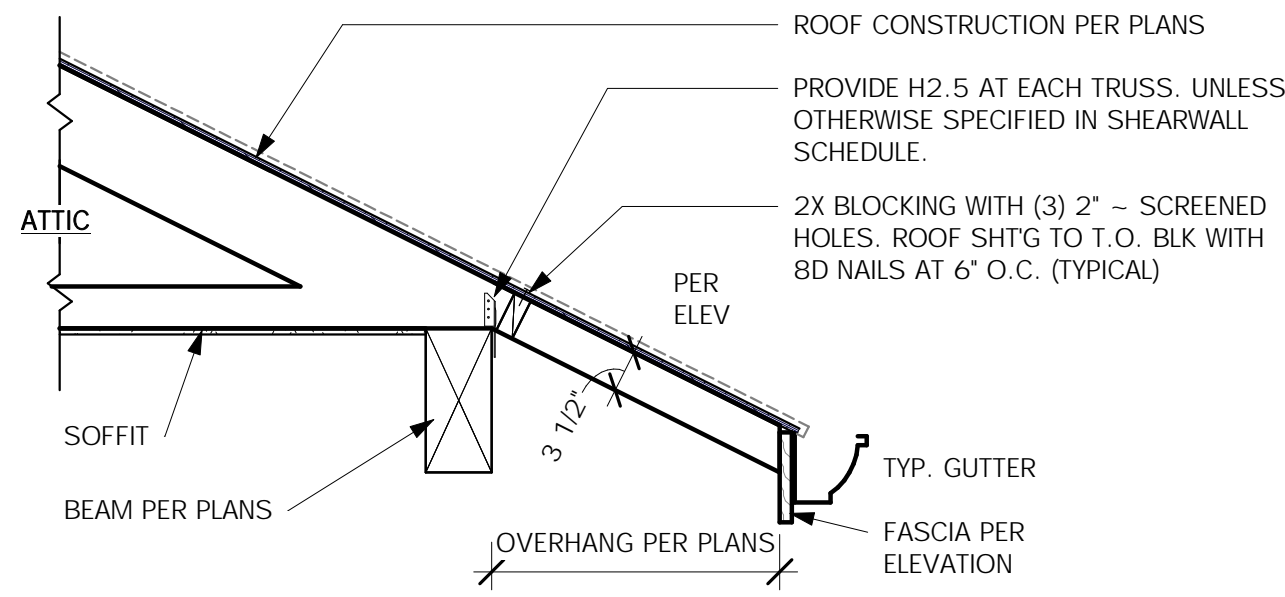 ROOF CONSTRUCTION PER PLANS
PROVIDE H2.5 AT EACH TRUSS. UNLESS
OTHERWISE SPECIFIED IN SHEARWALL
SCHEDULE.
2X BLOCKING WITH (3) 2" ~ SCREENED
HOLES. ROOF SHT'G TO T.O. BLK WITH
8D NAILS AT 6" O.C. (TYPICAL)
ATTIC
PER
ELEV
3 1/2"
SOFFIT
BEAM PER PLANS
TYP. GUTTER
OVERHANG PER PLANS
FASCIA PER
ELEVATION